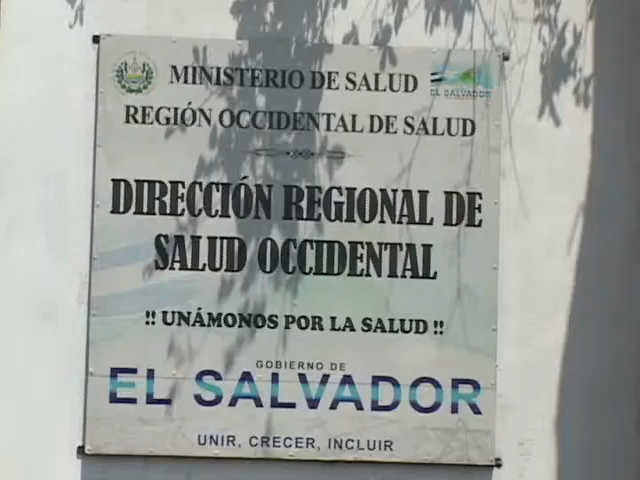 MINISTERIO DE SALUD
EL SALVADOR
REGIÓN OCCIDENTAL DE SALUD
DIRECCIÓN REGIONAL DE
SALUD OCCIDENTAL
!! UNÁMONOS POR LA SALUD !!
GOBIERNO DE
EL SALVADOR
UNIR, CRECER, INCLUIR